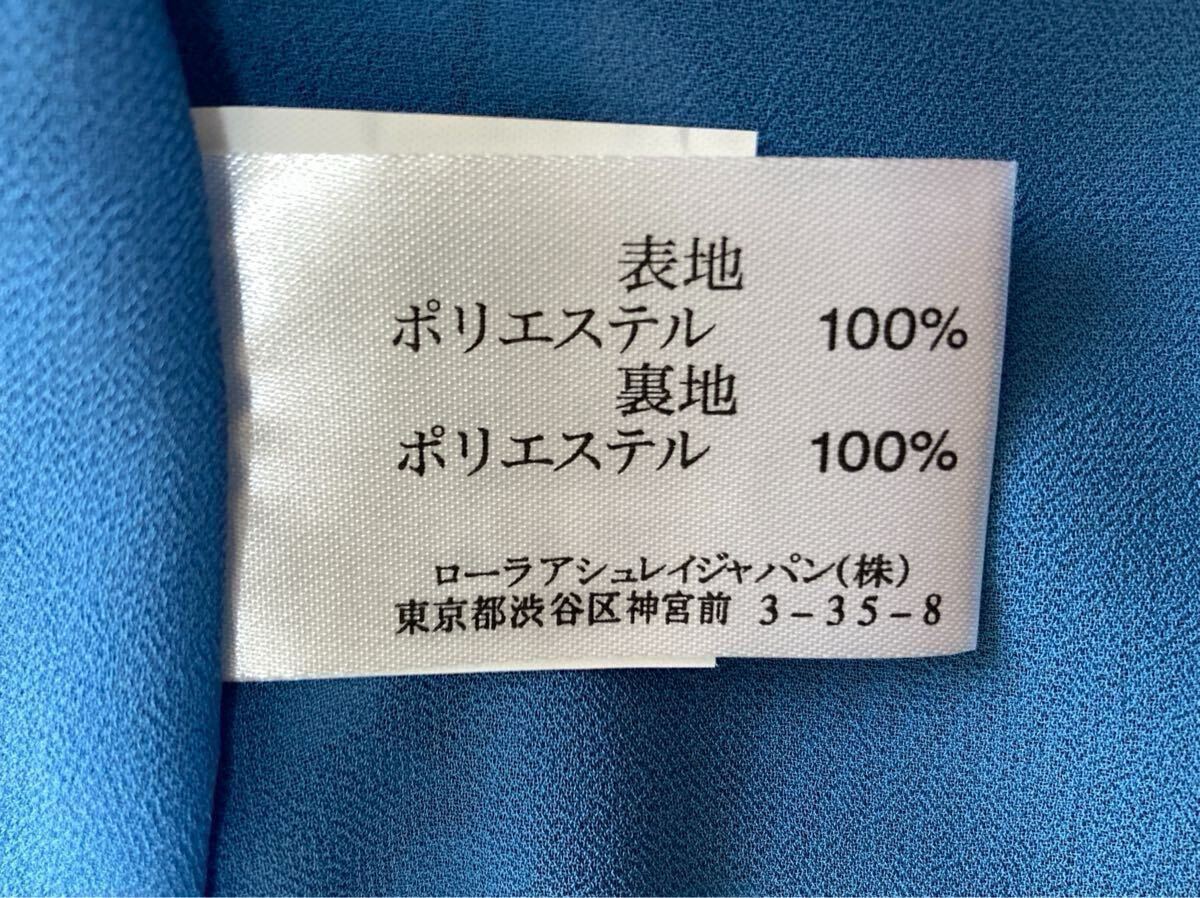 表地
ポリエステル 100%
裏地
ポリエステル 100%
ローラアシュレイジャパン(株)
東京都渋谷区神宮前 3-35-8